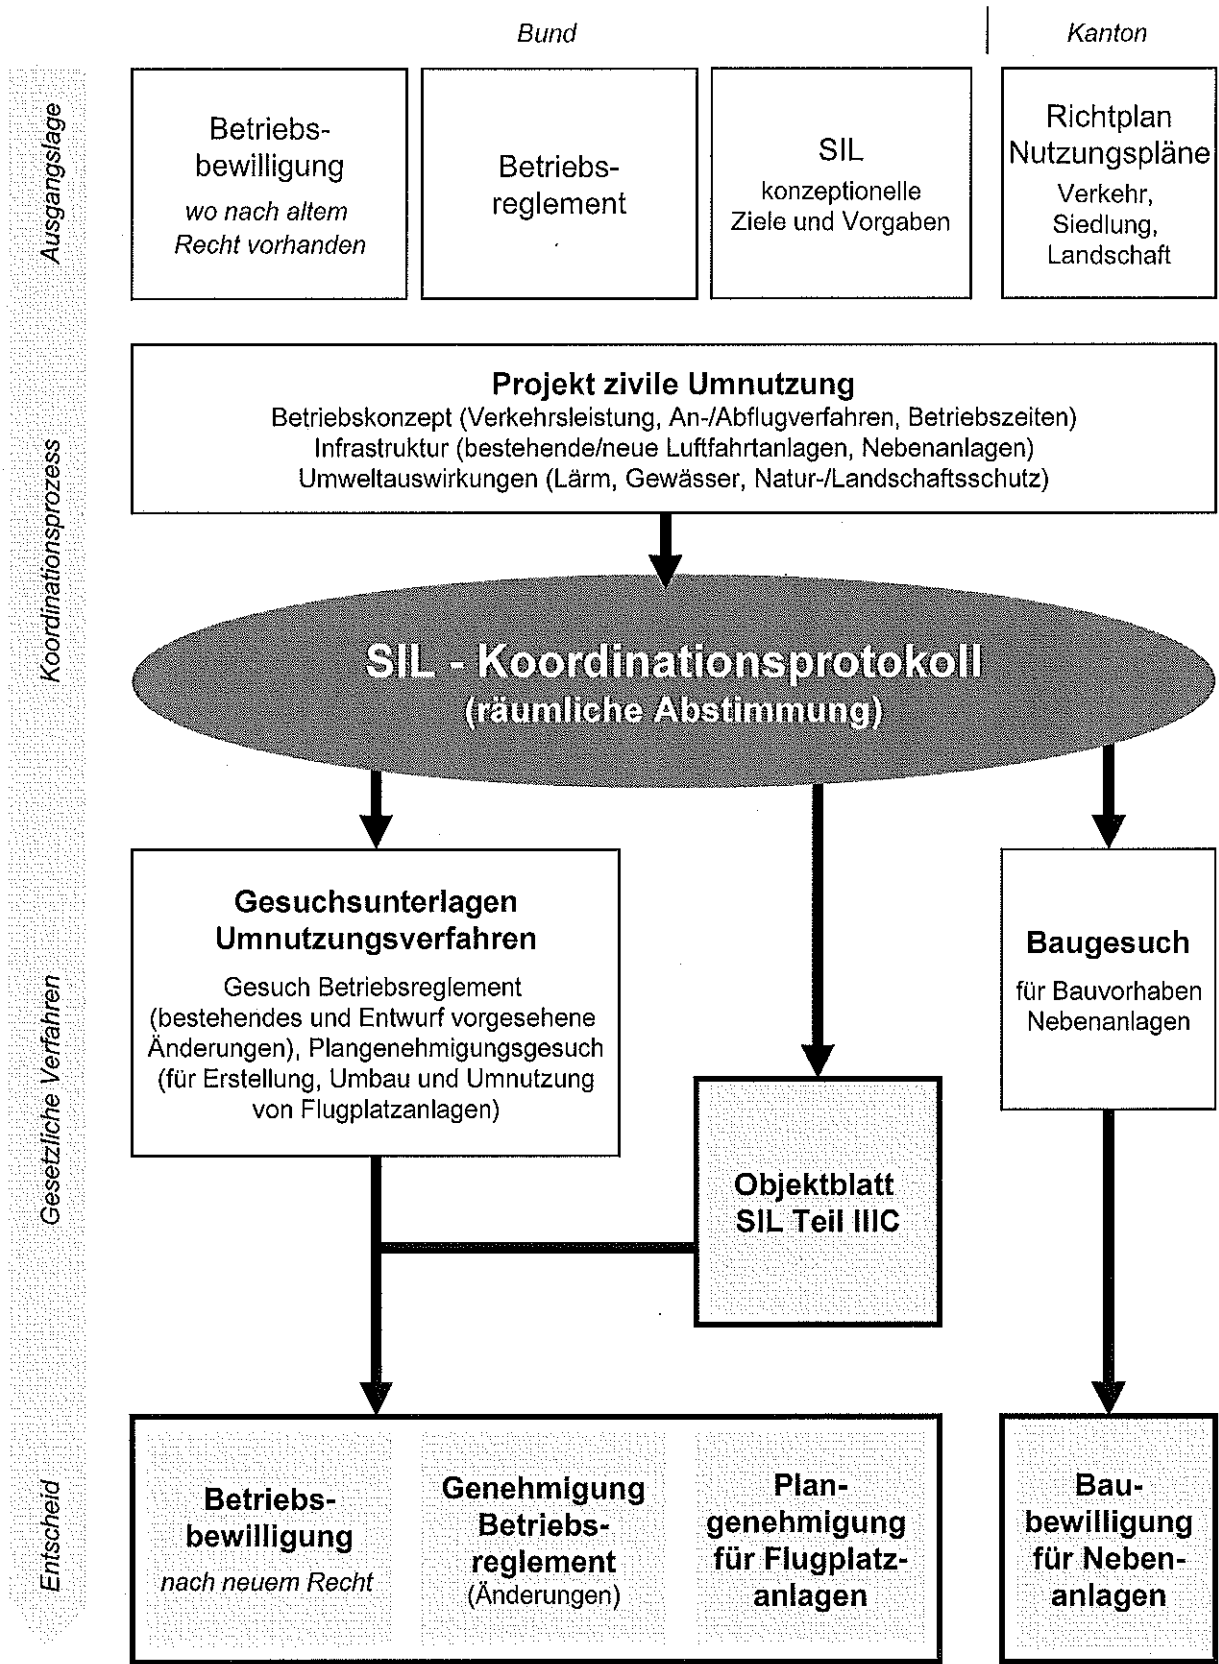 Bund
Kanton
Ausgangslage
Betriebs-
bewilligung
wo nach altem
Recht vorhanden
Betriebs-
reglement
SIL
konzeptionelle
Ziele und Vorgaben
Richtplan
Nutzungspläne
Verkehr,
Siedlung,
Landschaft
Koordinationsprozess
Projekt zivile Umnutzung
Betriebskonzept (Verkehrsleistung, An-/Abflugverfahren, Betriebszeiten)
Infrastruktur (bestehende/neue Luftfahrtanlagen, Nebenanlagen)
Umweltauswirkungen (Lärm, Gewässer, Natur-/Landschaftsschutz)
SIL - Koordinationsprotokoll
(räumliche Abstimmung)
Gesetzliche Verfahren
Gesuchsunterlagen
Umnutzungsverfahren
Gesuch Betriebsreglement
(bestehendes und Entwurf vorgesehene
Änderungen), Plangenehmigungsgesuch
(für Erstellung, Umbau und Umnutzung
von Flugplatzanlagen)
Baugesuch
für Bauvorhaben
Nebenanlagen
Objektblatt
SIL Teil IIIC
Entscheid
Betriebs-
bewilligung
nach neuem Recht
Genehmigung
Betriebs-
reglement
(Änderungen)
Plan-
genehmigung
für Flugplatz-
anlagen
Bau-
bewilligung
für Neben-
anlagen